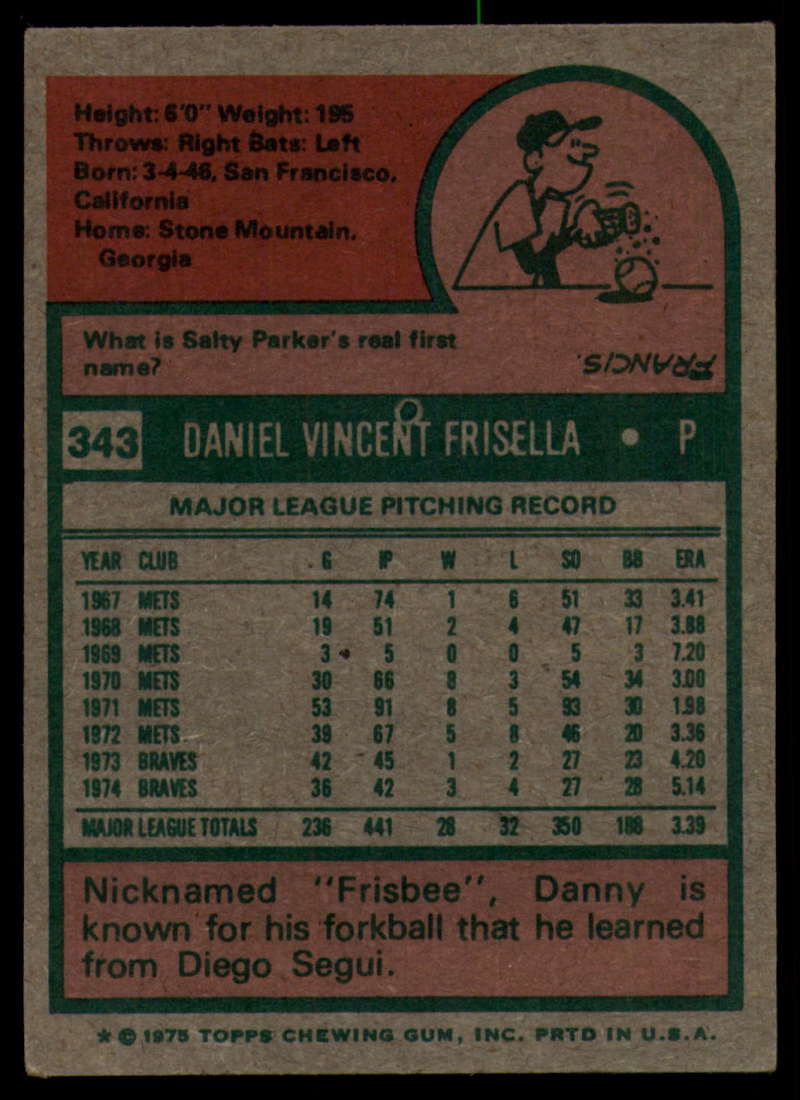 Height: 6'0" Weight: 195
Throws: Right Bats: Left
Born: 3-4-46, San Francisco,
California
Home: Stone Mountain,
Georgia
What is Salty Parker's real first
name?
FRANCIS.
343 DANIEL VINCENT FRISELLA • P
MAJOR LEAGUE PITCHING RECORD
YEAR CLUB G IP W L SO BB ERA
1967 METS 14 74 1 6 51 33 3.41
1968 METS 19 51 2 4 47 17 3.88
1969 METS 3 5 0 0 5 3 7.20
1970 METS 30 66 8 3 54 34 3.00
1971 METS 53 91 8 5 93 30 1.98
1972 METS 39 67 5 8 46 20 3.36
1973 BRAVES 42 45 1 2 27 23 4.20
1974 BRAVES 36 42 3 4 27 28 5.14
MAJOR LEAGUE TOTALS 236 441 28 32 350 188 3.39
Nicknamed "Frisbee", Danny is
known for his forkball that he learned
from Diego Segui.
* © 1975 TOPPS CHEWING GUM, INC. PRTD IN U.S.A.